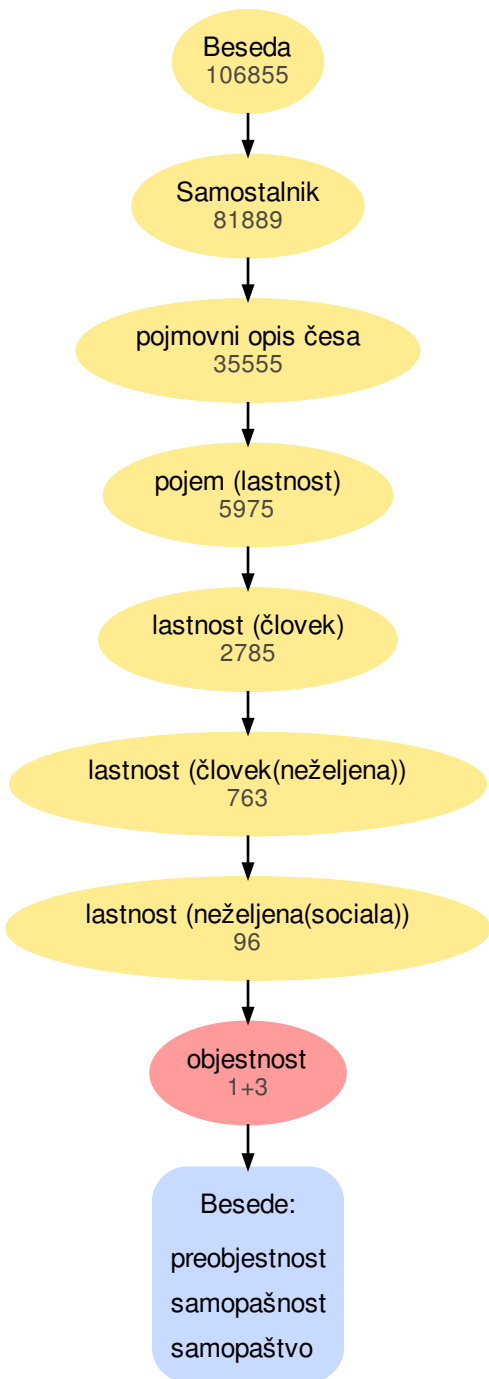 Beseda
106855
Samostalnik
81889
pojmovni opis česa
35555
pojem (lastnost)
5975
lastnost (človek)
2785
lastnost (človek(neželjena))
763
lastnost (neželjena(sociala))
96
objestnost
1+3
Besede:
preobjestnost
samopašnost
samopaštvo